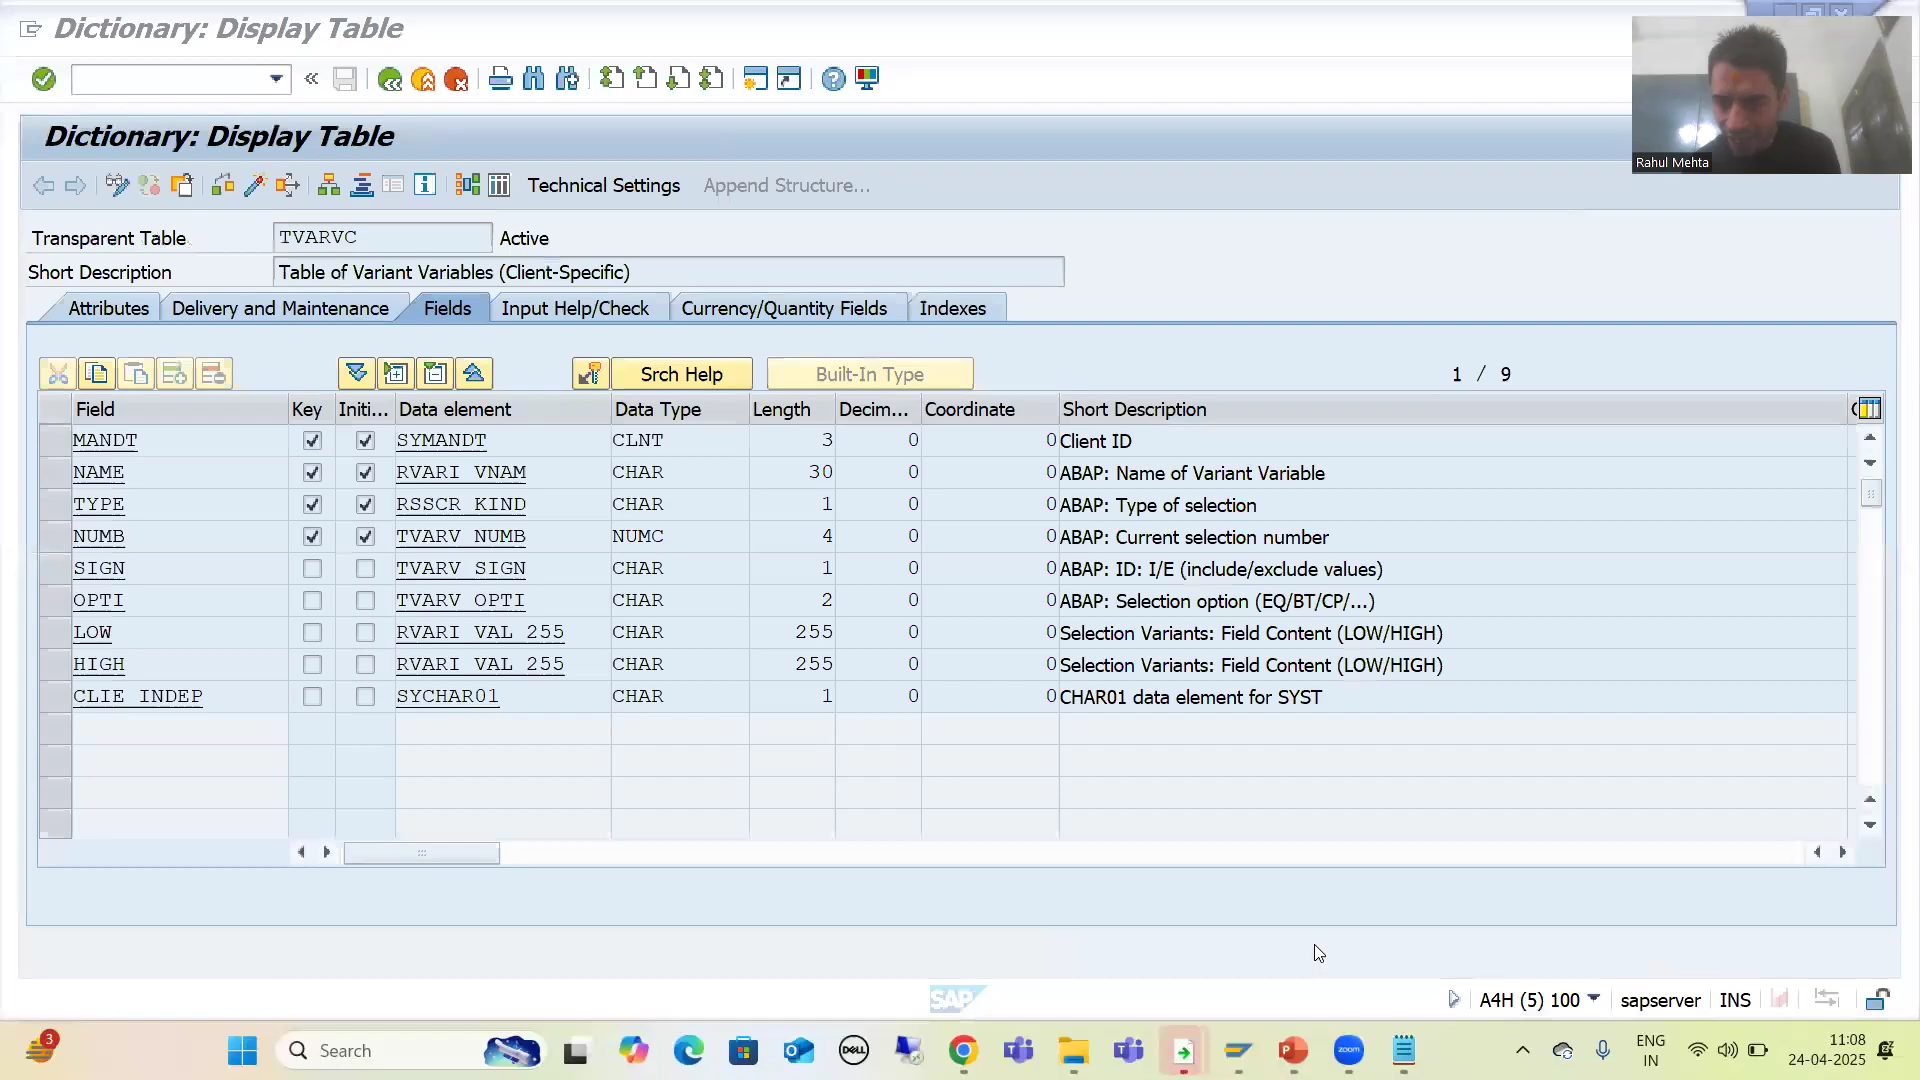 Dictionary: Display Table
Rahul Mehta
Dictionary: Display Table
Technical Settings Append Structure...
Transparent Table TVARVC Active
Short Description Table of Variant Variables (Client-Specific)
Attributes Delivery and Maintenance Fields Input Help/Check Currency/Quantity Fields Indexes
Srch Help Built-In Type 1 / 9
Field Key Initi... Data element Data Type Length Decim... Coordinate Short Description
MANDT SYMANDT CLNT 3 0 0 Client ID
NAME RVARI_VNAM CHAR 30 0 0 ABAP: Name of Variant Variable
TYPE RSSCR_KIND CHAR 1 0 0 ABAP: Type of selection
NUMB TVARV_NUMB NUMC 4 0 0 ABAP: Current selection number
SIGN TVARV_SIGN CHAR 1 0 0 ABAP: ID: I/E (include/exclude values)
OPTI TVARV_OPTI CHAR 2 0 0 ABAP: Selection option (EQ/BT/CP/...)
LOW RVARI_VAL_255 CHAR 255 0 0 Selection Variants: Field Content (LOW/HIGH)
HIGH RVARI_VAL_255 CHAR 255 0 0 Selection Variants: Field Content (LOW/HIGH)
CLIE_INDEP SYCHAR01 CHAR 1 0 0 CHAR01 data element for SYST
SAP A4H (5) 100 sapserver INS
3 Search DELL zoom ENG 11:08
IN 24-04-2025